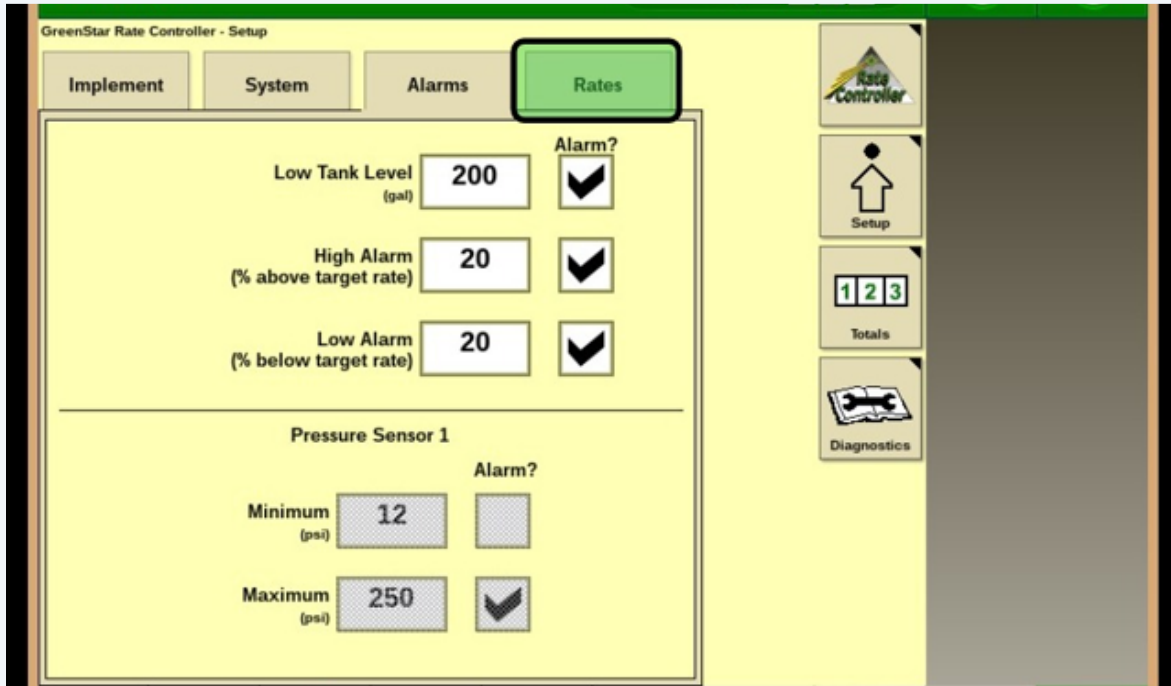 GreenStar Rate Controller - Setup
Implement
System
Alarms
Rates
Alarm?
Low Tank Level
(gal)
200
High Alarm
(% above target rate)
20
Low Alarm
(% below target rate)
20
Pressure Sensor 1
Alarm?
Minimum
(psi)
12
Maximum
(psi)
250
Rate
Controller
Setup
1 2 3
Totals
Diagnostics